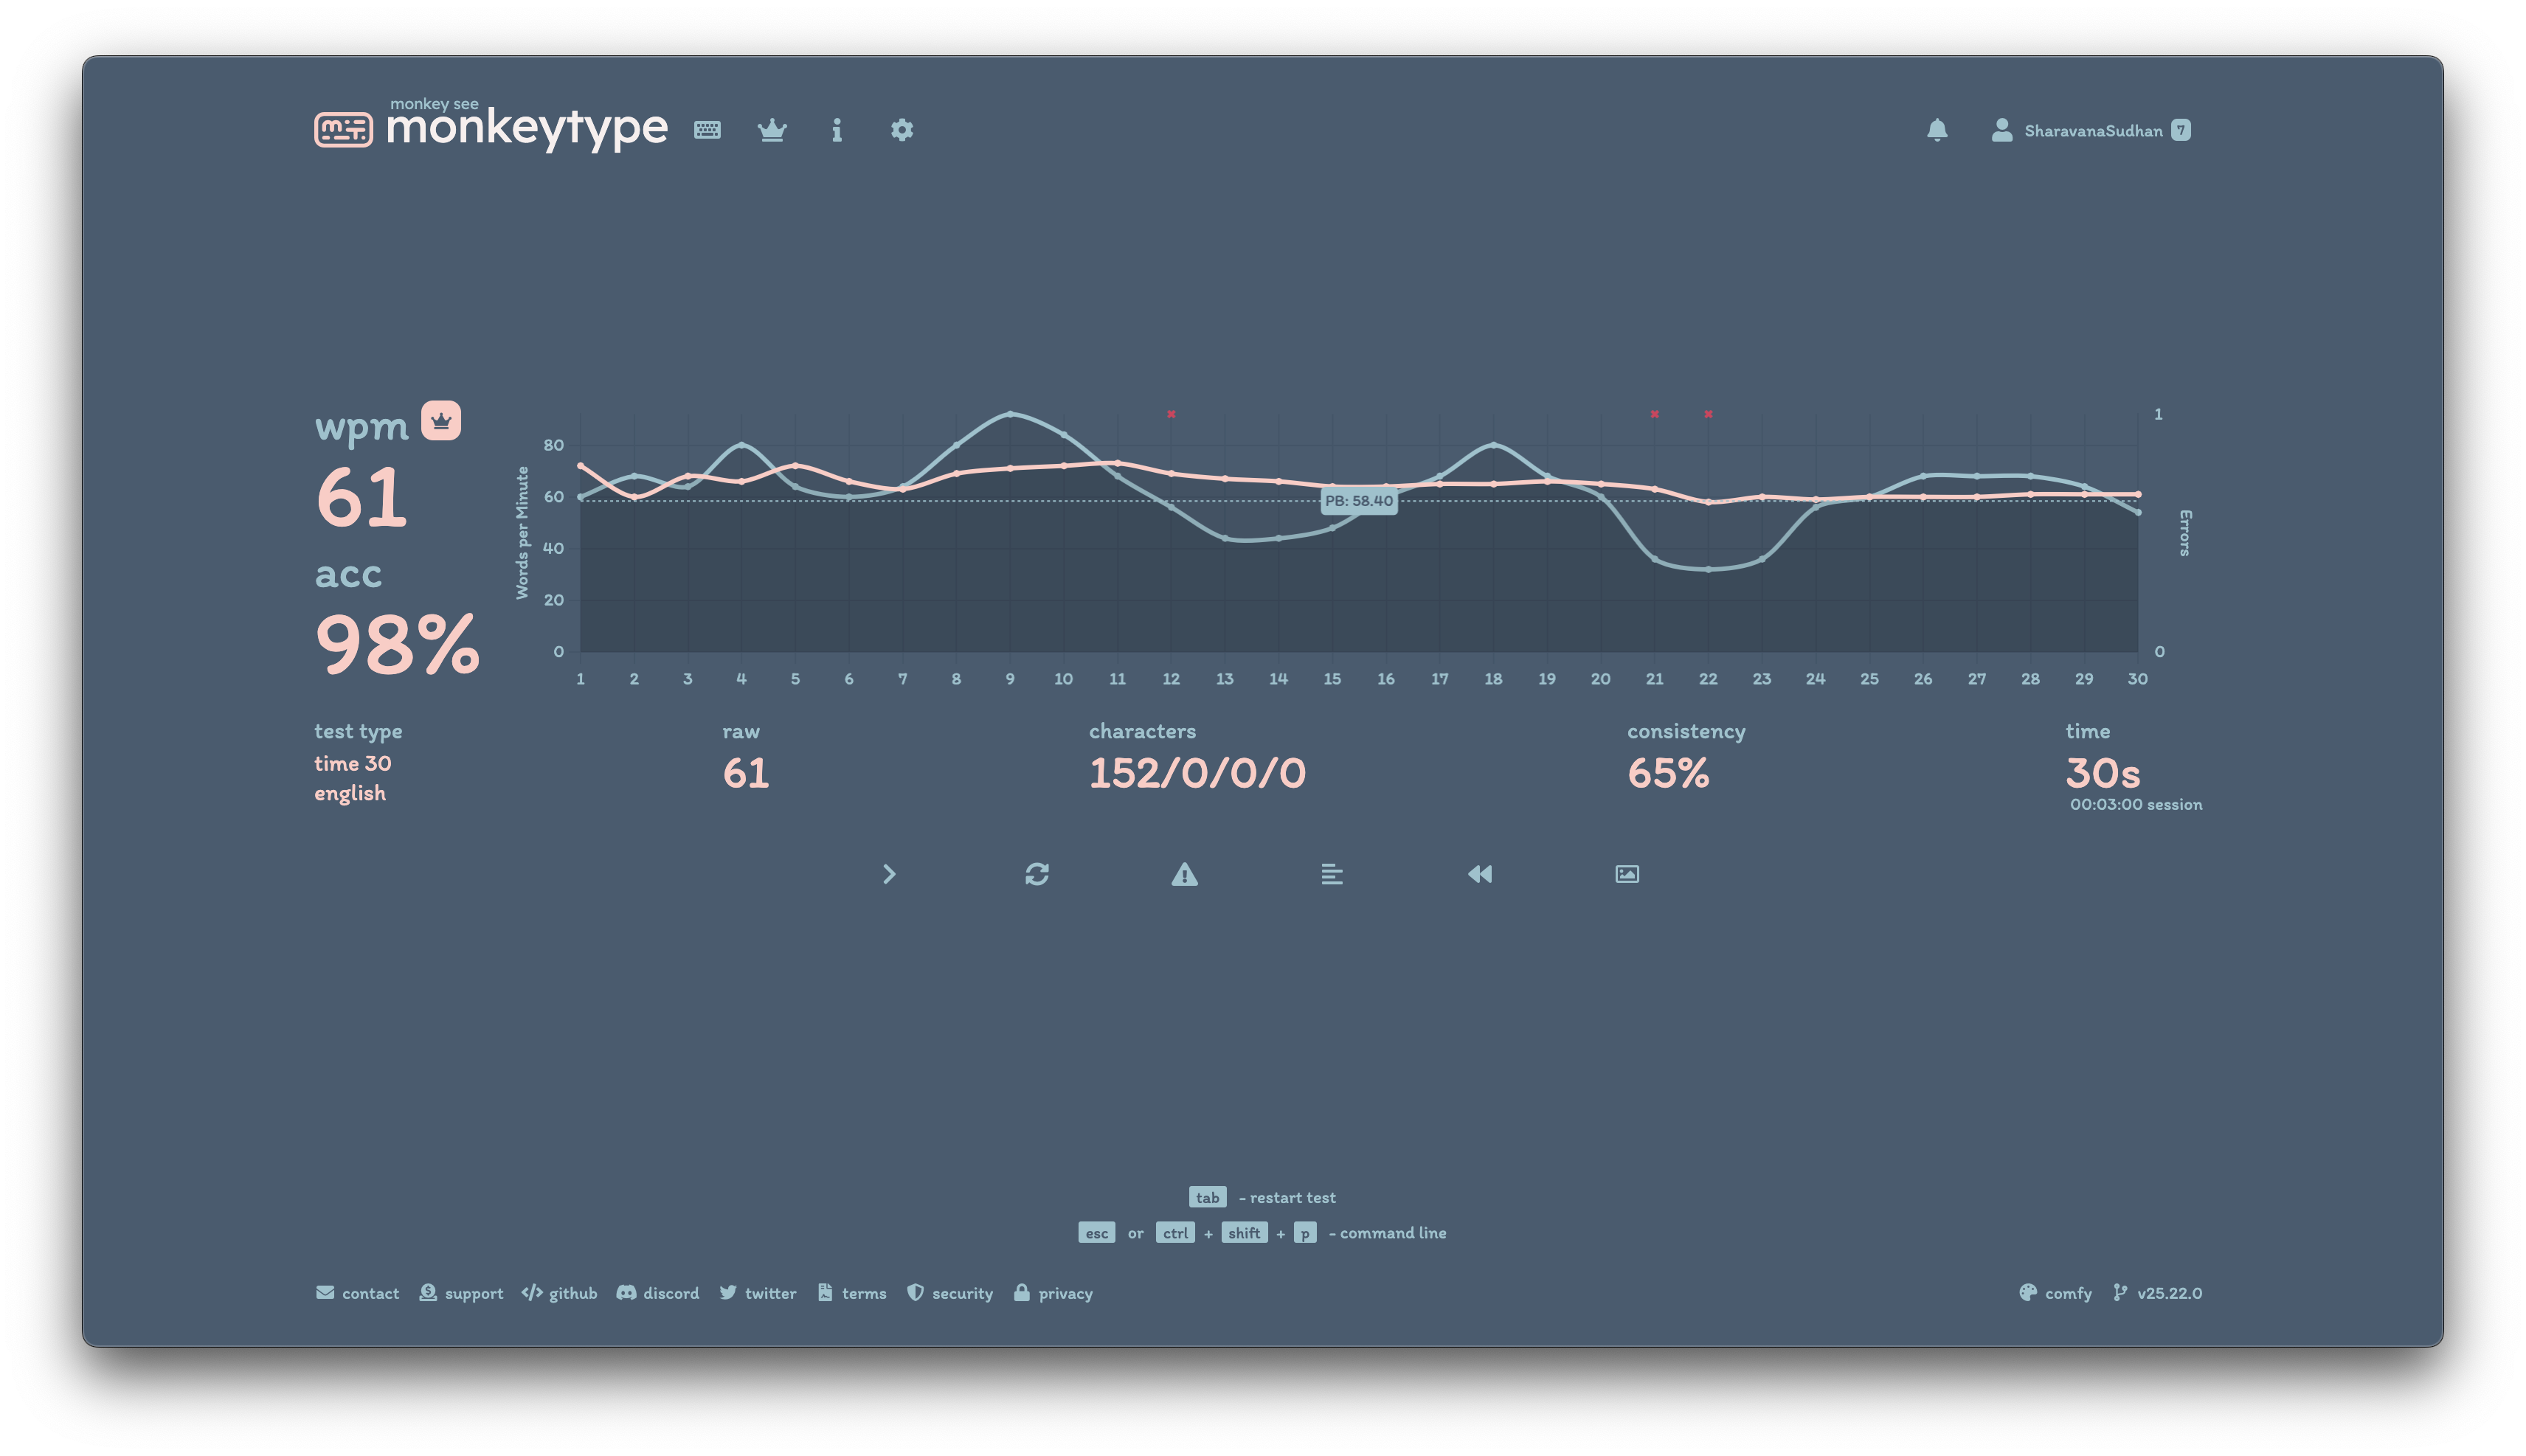 monkey see
monkeytype
SharavanaSudhan 7
wpm
61
acc
98%
Words per Minute
80
60
40
20
0
PB: 58.40
1
0
Errors
1 2 3 4 5 6 7 8 9 10 11 12 13 14 15 16 17 18 19 20 21 22 23 24 25 26 27 28 29 30
test type
time 30
english
raw
61
characters
152/0/0/0
consistency
65%
time
30s
00:03:00 session
tab - restart test
esc or ctrl + shift + p - command line
contact support github discord twitter terms security privacy
comfy v25.22.0